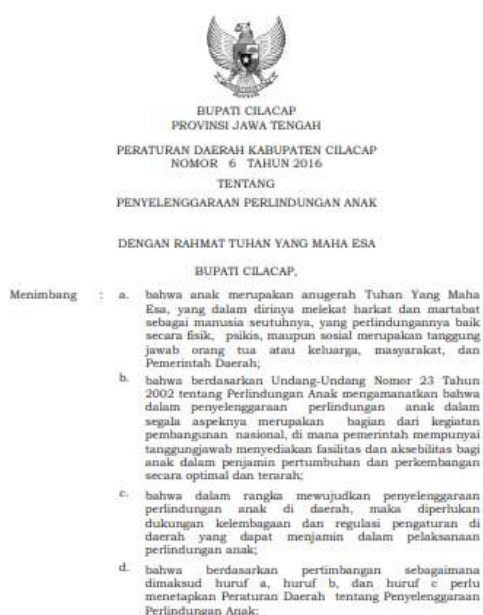 BUPATI CILACAP
PROVINSI JAWA TENGAH
PERATURAN DAERAH KABUPATEN CILACAP
NOMOR 6 TAHUN 2016
TENTANG
PENYELENGGARAAN PERLINDUNGAN ANAK
DENGAN RAHMAT TUHAN YANG MAHA ESA
BUPATI CILACAP,
Menimbang : a. bahwa anak merupakan anugerah Tuhan Yang Maha
Esa, yang dalam dirinya melekat harkat dan martabat
sebagai manusia seutuhnya, yang perlindungannya baik
secara fisik, psikis, maupun sosial merupakan tanggung
jawab orang tua atau keluarga, masyarakat, dan
Pemerintah Daerah;
b. bahwa berdasarkan Undang-Undang Nomor 23 Tahun
2002 tentang Perlindungan Anak mengamanatkan bahwa
dalam penyelenggaraan perlindungan anak dalam
segala aspeknya merupakan bagian dari kegiatan
pembangunan nasional, di mana pemerintah mempunyai
tanggungjawab menyediakan fasilitas dan aksebilitas bagi
anak dalam penjamin pertumbuhan dan perkembangan
secara optimal dan terarah;
c. bahwa dalam rangka mewujudkan penyelenggaraan
perlindungan anak di daerah, maka diperlukan
dukungan kelembagaan dan regulasi pengaturan di
daerah yang dapat menjamin dalam pelaksanaan
perlindungan anak;
d. bahwa berdasarkan pertimbangan sebagaimana
dimaksud huruf a, huruf b, dan huruf c perlu
menetapkan Peraturan Daerah tentang Penyelenggaraan
Perlindungan Anak;